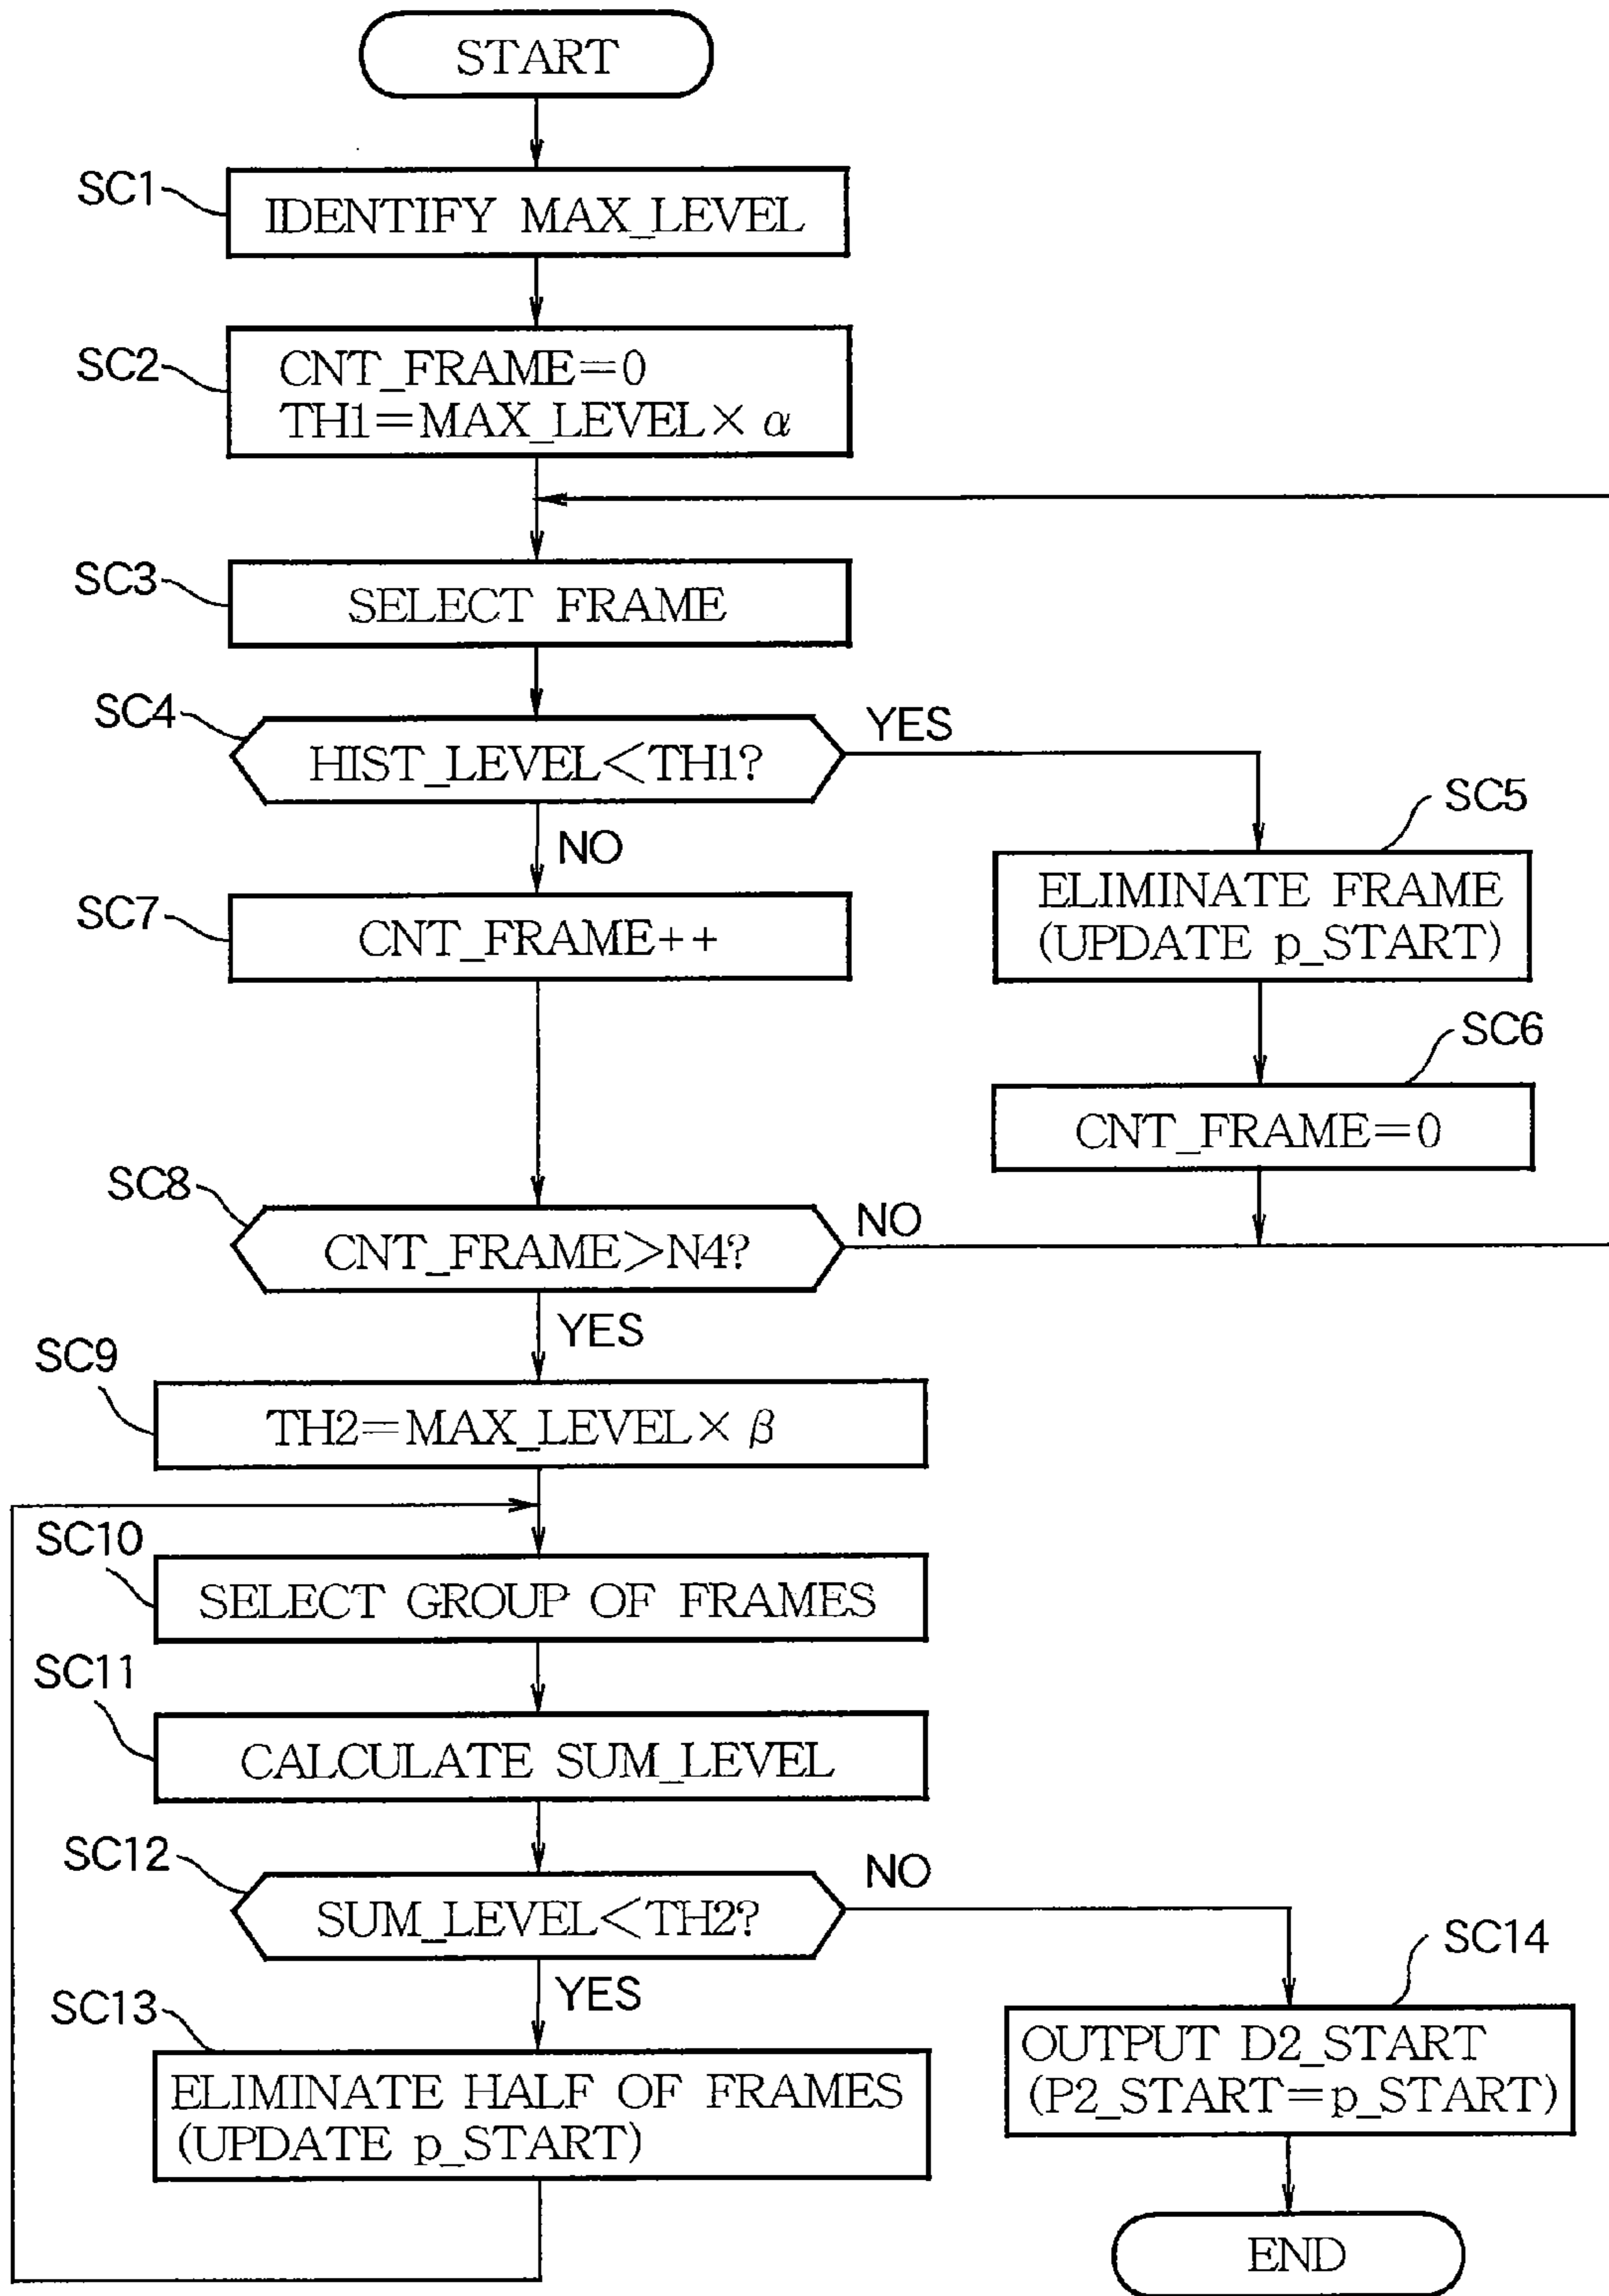 START
SC1
IDENTIFY MAX_LEVEL
SC2
CNT_FRAME=0
TH1=MAX_LEVEL×α
SC3
SELECT FRAME
SC4
HIST_LEVEL<TH1?
YES
NO
SC5
ELIMINATE FRAME
(UPDATE p_START)
SC7
CNT_FRAME++
SC6
CNT_FRAME=0
SC8
CNT_FRAME>N4?
NO
YES
SC9
TH2=MAX_LEVEL×β
SC10
SELECT GROUP OF FRAMES
SC11
CALCULATE SUM_LEVEL
SC12
SUM_LEVEL<TH2?
NO
YES
SC13
ELIMINATE HALF OF FRAMES
(UPDATE p_START)
SC14
OUTPUT D2_START
(P2_START=p_START)
END